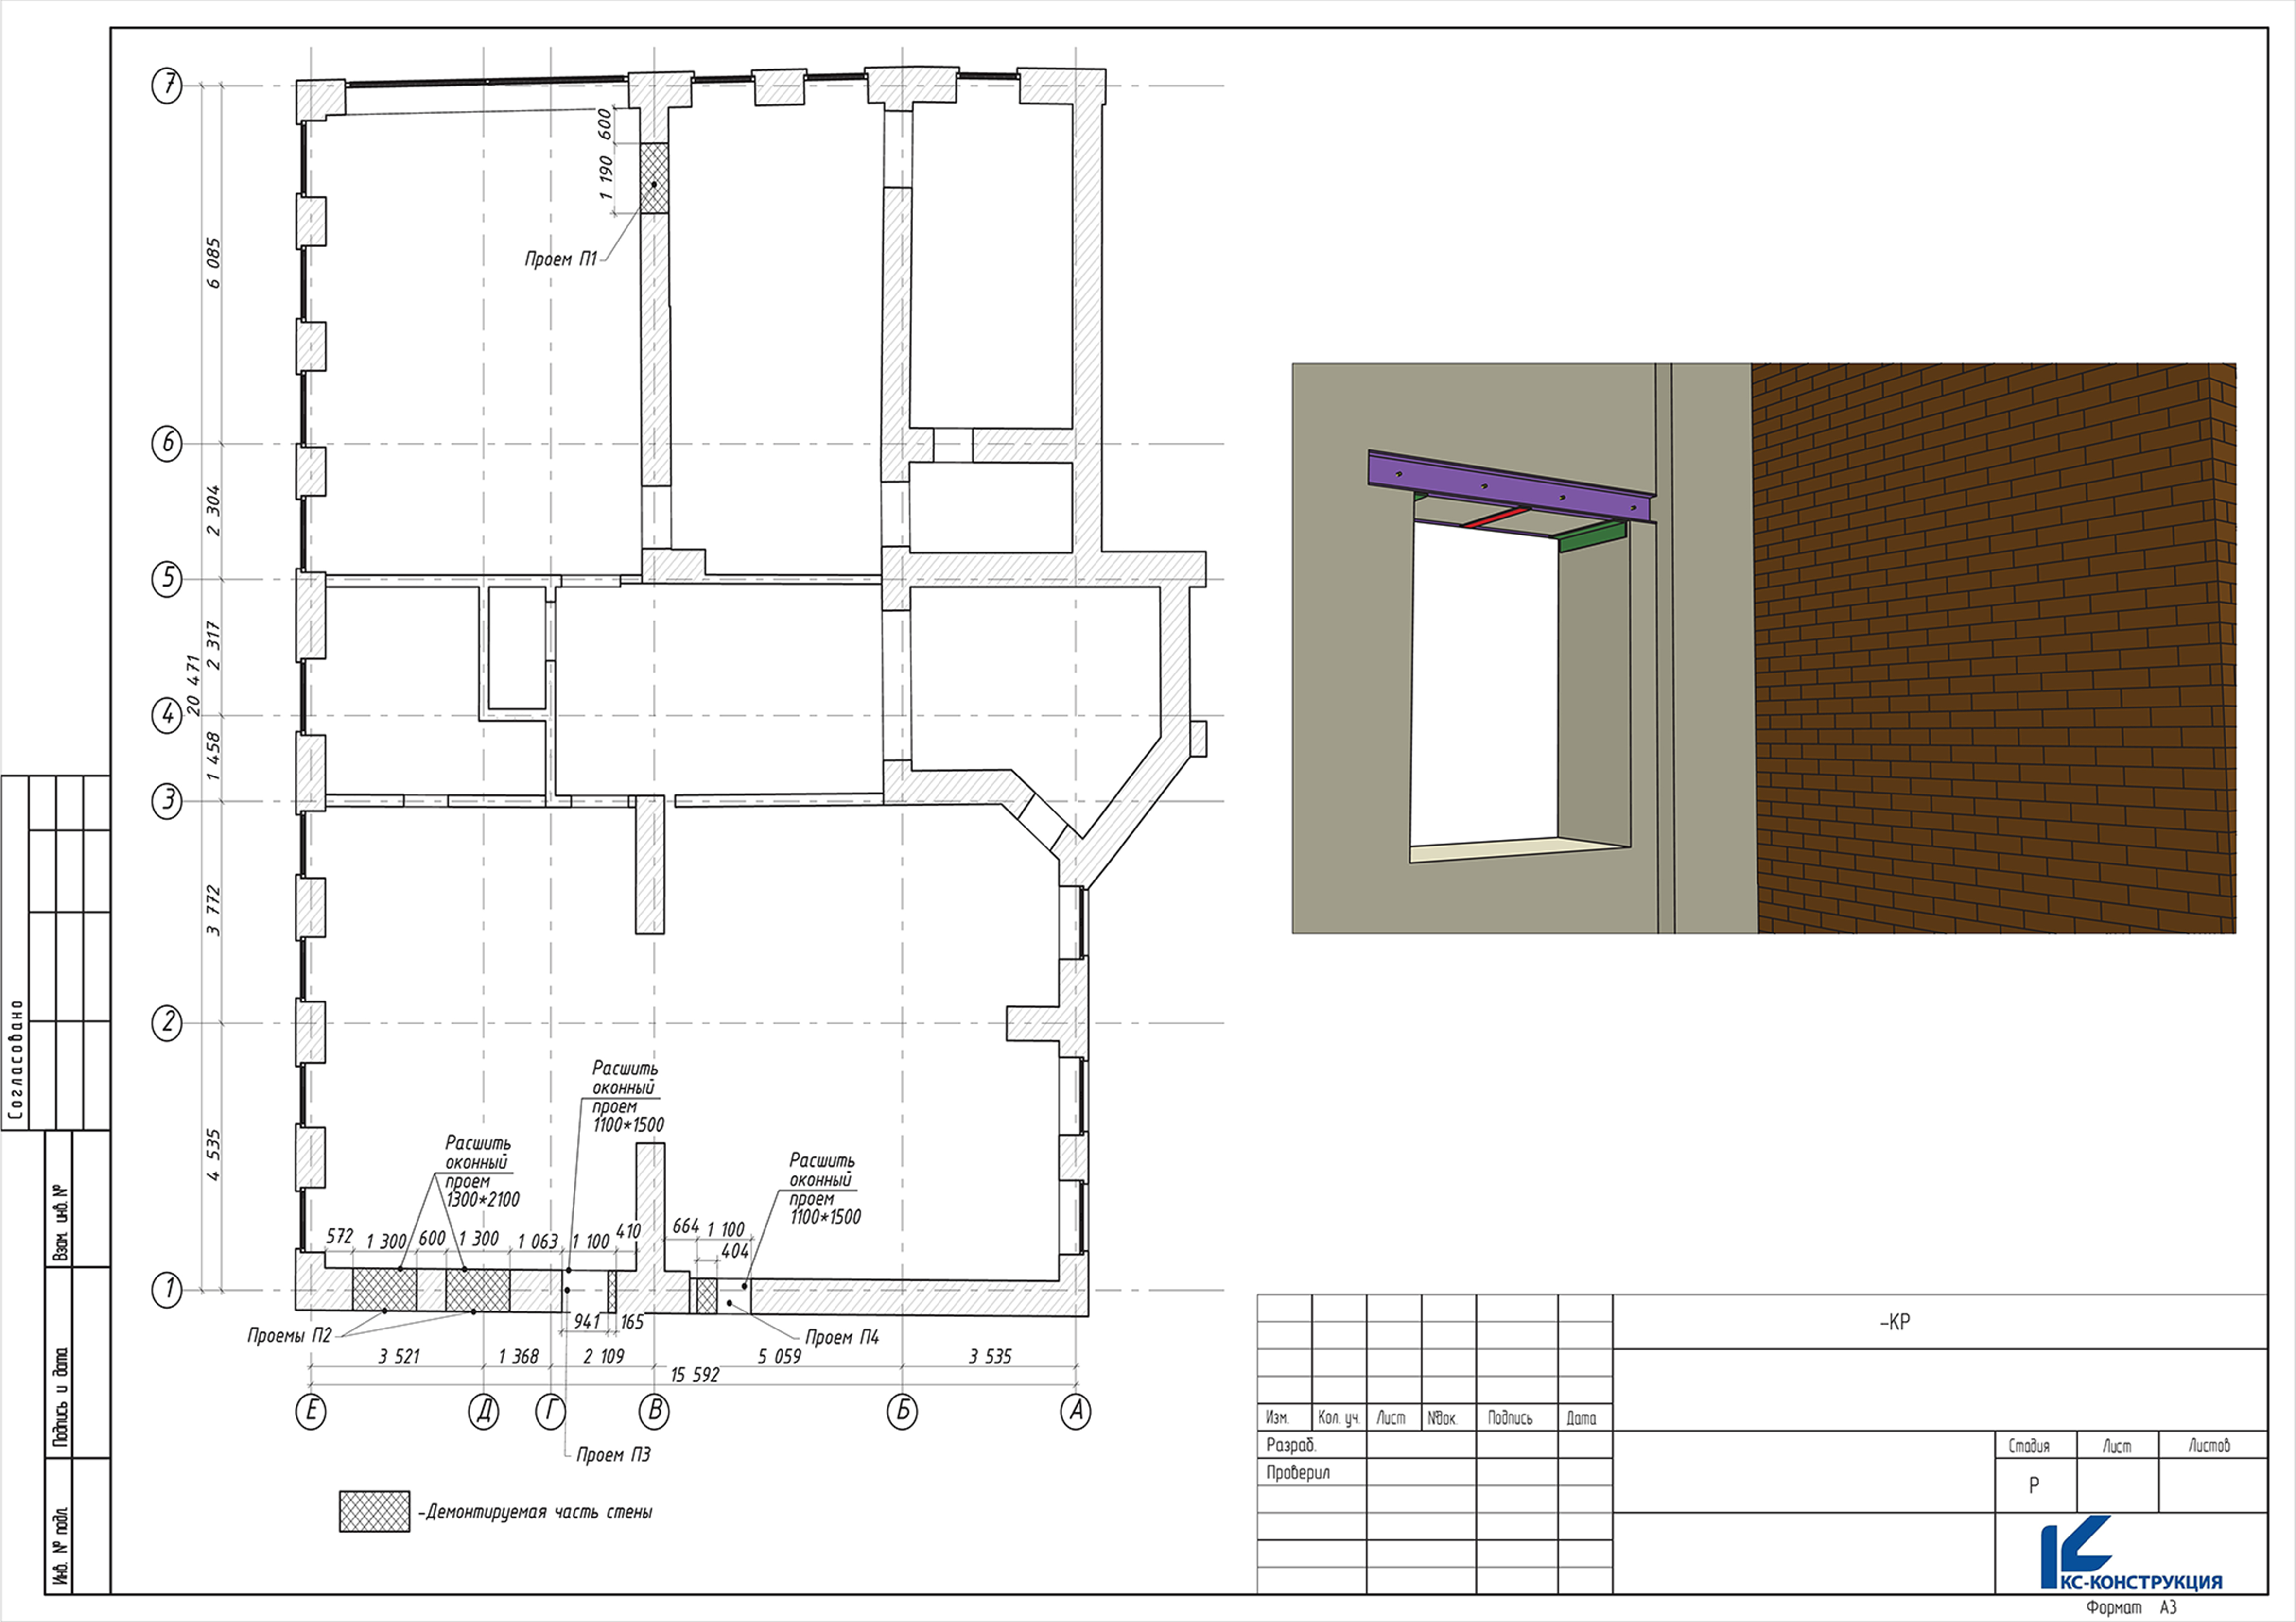 7
600
1 190
Проем П1
6 085
6
2 304
5
2 317
20 471
4
1 458
3
3 772
2
4 535
1
Расшить
оконный
проем
1100*1500
Расшить
оконный
проем
1300*2100
Расшить
оконный
проем
1100*1500
572
1 300
600
1 300
1 063
1 100
410
664
1 100
404
941
165
Проемы П2
Проем П4
3 521
1 368
2 109
5 059
3 535
15 592
Е
Д
Г
В
Б
А
Проем П3
-Демонтируемая часть стены
Согласовано
Взам. инв. №
Подпись и дата
Инв. № подл.
-КР
Изм.
Кол. уч.
Лист
№док.
Подпись
Дата
Разраб.
Проверил
Стадия
Лист
Листов
Р
КС-КОНСТРУКЦИЯ
Формат А3